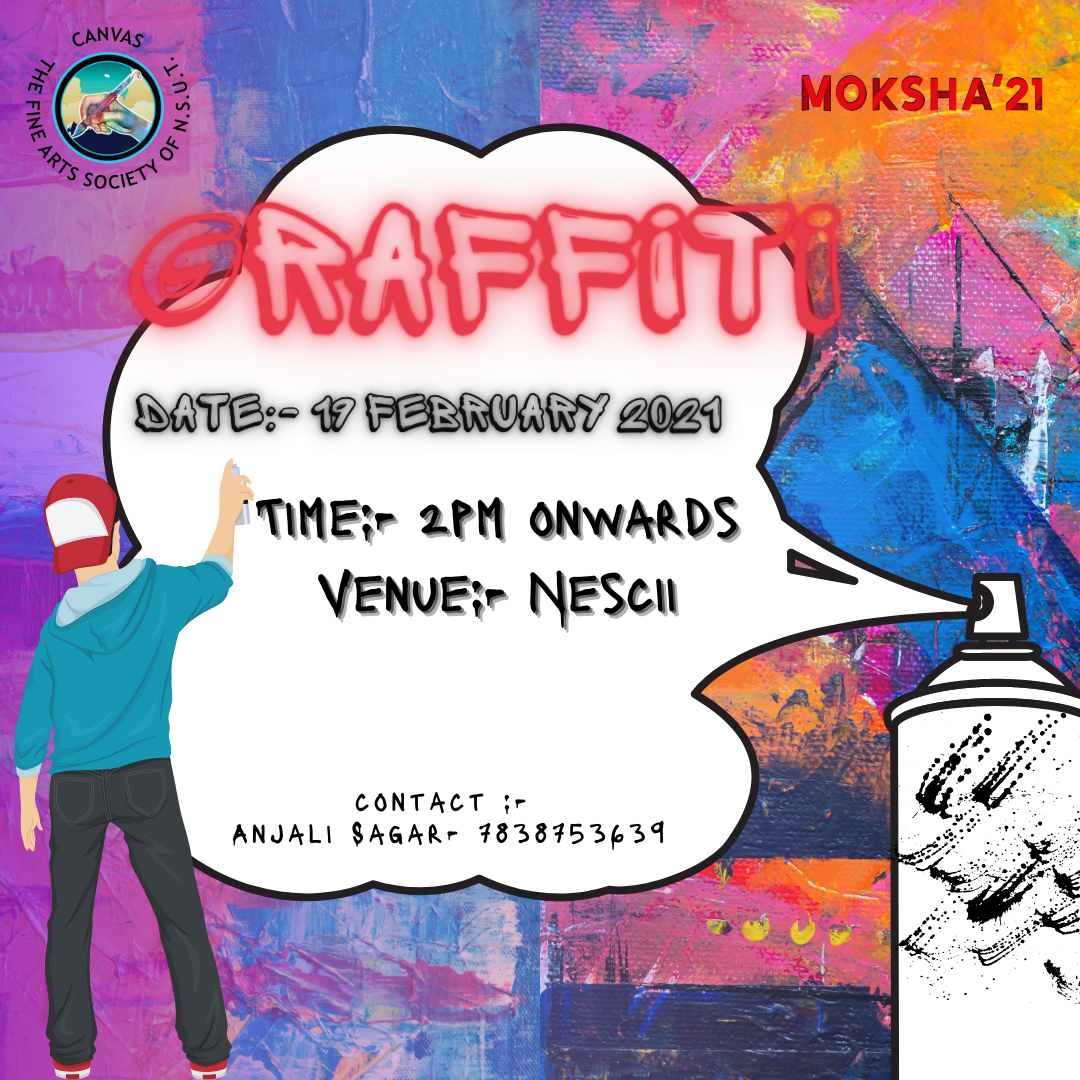 CANVAS
THE FINE ARTS SOCIETY OF N.S.U.T.
MOKSHA'21
GRAFFiTi
DATE:- 19 FEBRUARY 2021
TIME:- 2PM ONWARDS
VENUE:- NESCII
CONTACT :-
ANJALI SAGAR- 7838753639